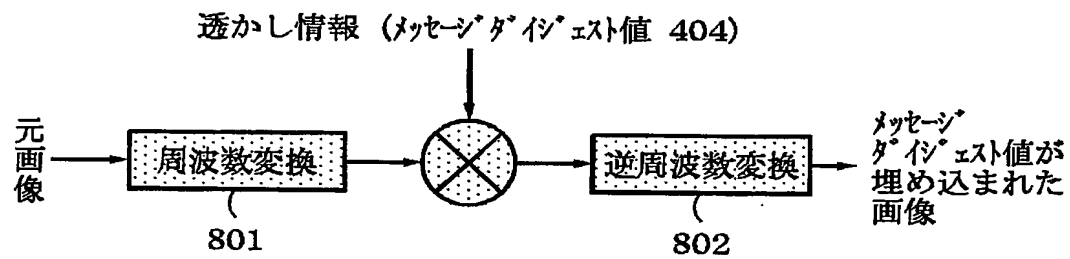 透かし情報 (ﾒｯｾｰｼﾞﾀﾞｲｼﾞｪｽﾄ値 404)
元画像
周波数変換
逆周波数変換
ﾒｯｾｰｼﾞ
ﾀﾞｲｼﾞｪｽﾄ値が
埋め込まれた
画像
801
802